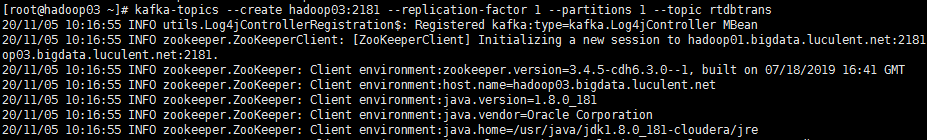 [root@hadoop03 ~]# kafka-topics --create hadoop03:2181 --replication-factor 1 --partitions 1 --topic rtdbtrans
20/11/05 10:16:55 INFO utils.Log4jControllerRegistration$: Registered kafka:type=kafka.Log4jController MBean
20/11/05 10:16:55 INFO zookeeper.ZooKeeperClient: [ZooKeeperClient] Initializing a new session to hadoop01.bigdata.luculent.net:2181
op03.bigdata.luculent.net:2181.
20/11/05 10:16:55 INFO zookeeper.ZooKeeper: Client environment:zookeeper.version=3.4.5-cdh6.3.0--1, built on 07/18/2019 16:41 GMT
20/11/05 10:16:55 INFO zookeeper.ZooKeeper: Client environment:host.name=hadoop03.bigdata.luculent.net
20/11/05 10:16:55 INFO zookeeper.ZooKeeper: Client environment:java.version=1.8.0_181
20/11/05 10:16:55 INFO zookeeper.ZooKeeper: Client environment:java.vendor=Oracle Corporation
20/11/05 10:16:55 INFO zookeeper.ZooKeeper: Client environment:java.home=/usr/java/jdk1.8.0_181-cloudera/jre